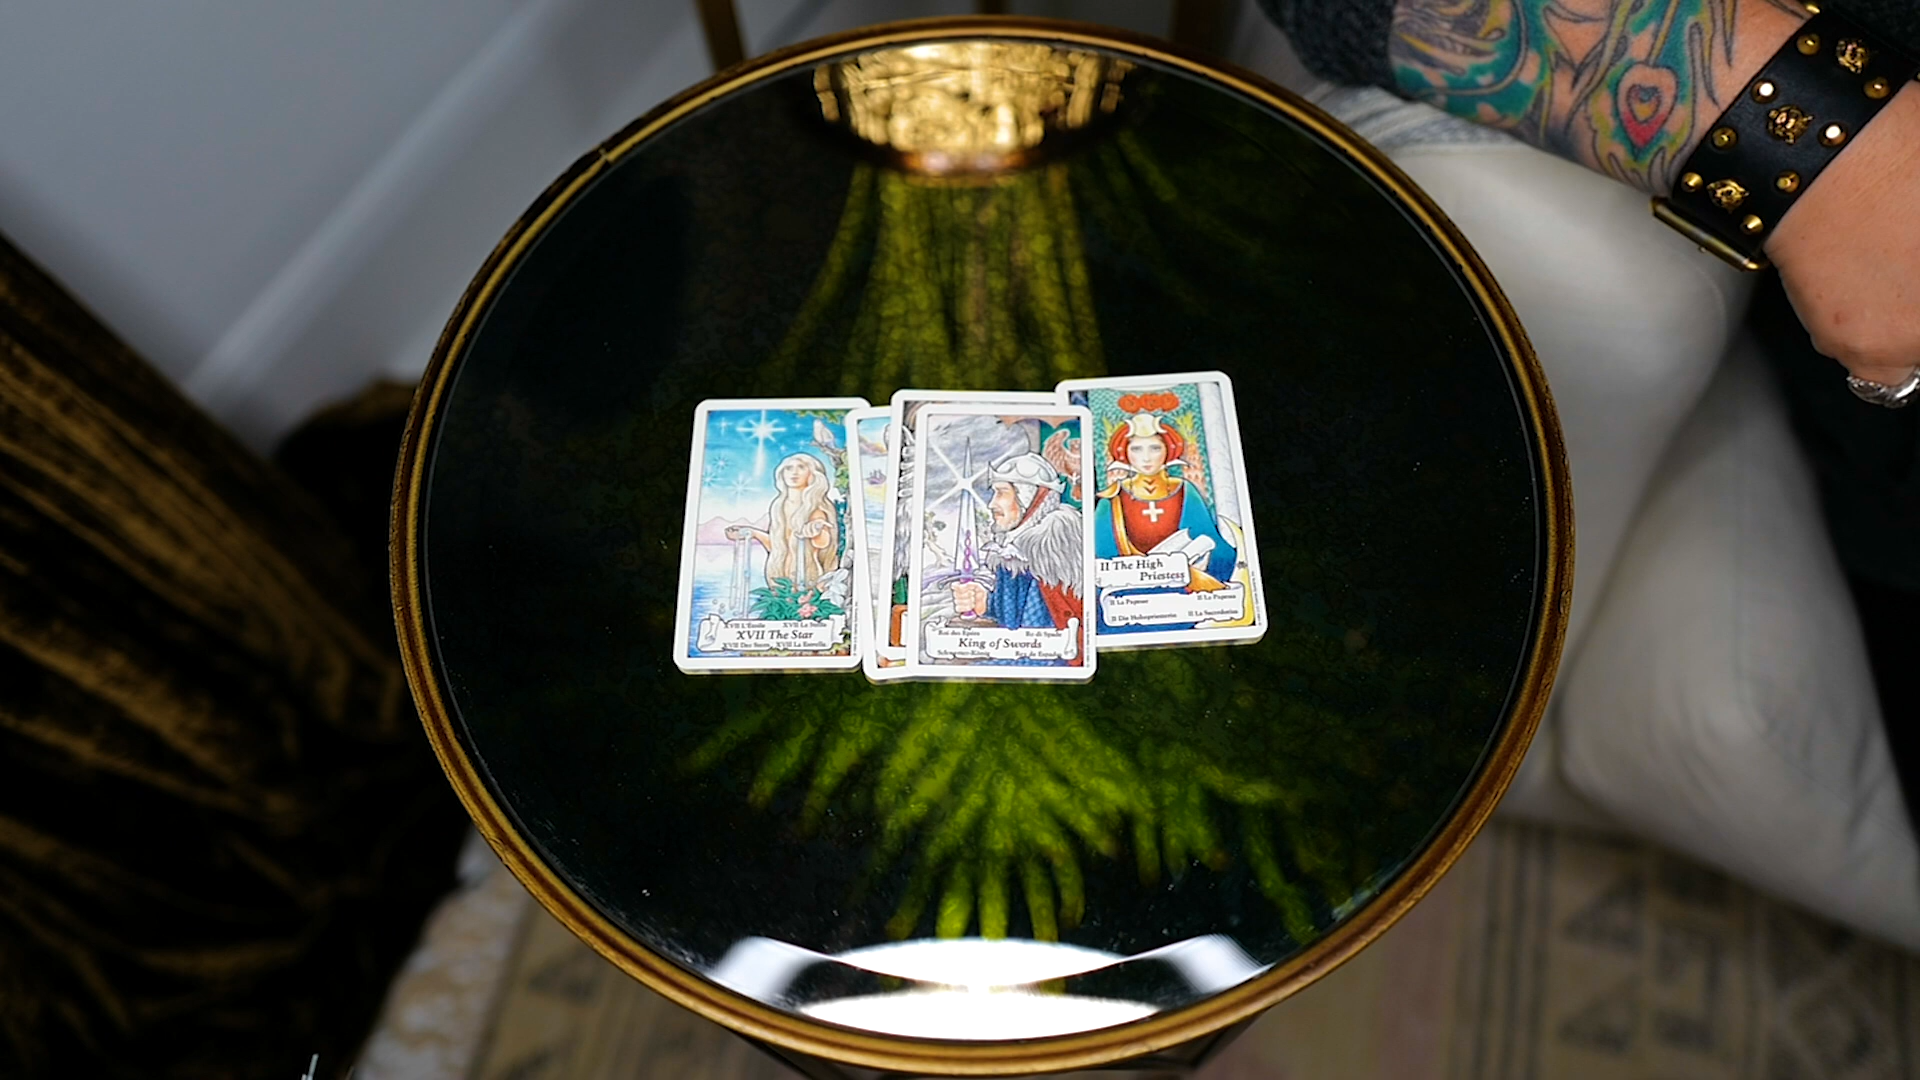 XVII L'Étoile XVII La Stella
XVII The Star
XVII Der Stern XVII La Estrella
Roi des Épées Re di Spade
King of Swords
Schwerter-König Rey de Espadas
II The High
Priestess
II La Papesse II La Papessa
II Die Hohepriesterin II La Sacerdotisa